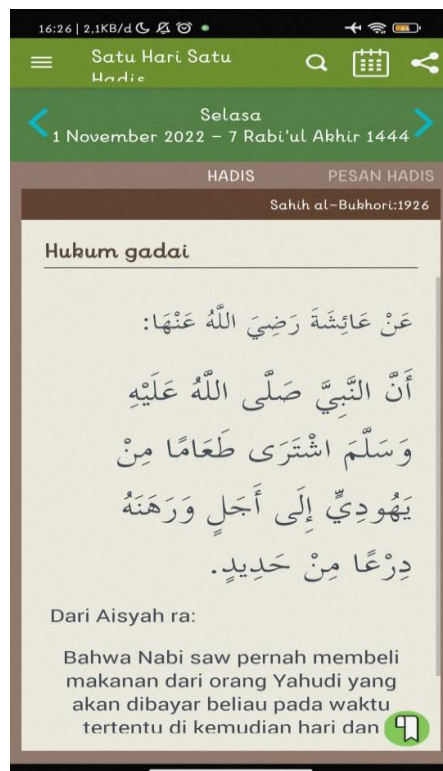 16:26 | 2,1KB/d
Satu Hari Satu
Hadis
Selasa
1 November 2022 – 7 Rabi'ul Akhir 1444
HADIS PESAN HADIS
Sahih al-Bukhori:1926
Hukum gadai
عَنْ عَائِشَةَ رَضِيَ اللَّهُ عَنْهَا:
أَنَّ النَّبِيَّ صَلَّى اللَّهُ عَلَيْهِ
وَسَلَّمَ اشْتَرَى طَعَامًا مِنْ
يَهُودِيٍّ إِلَى أَجَلٍ وَرَهَنَهُ
دِرْعًا مِنْ حَدِيدٍ.
Dari Aisyah ra:
Bahwa Nabi saw pernah membeli
makanan dari orang Yahudi yang
akan dibayar beliau pada waktu
tertentu di kemudian hari dan